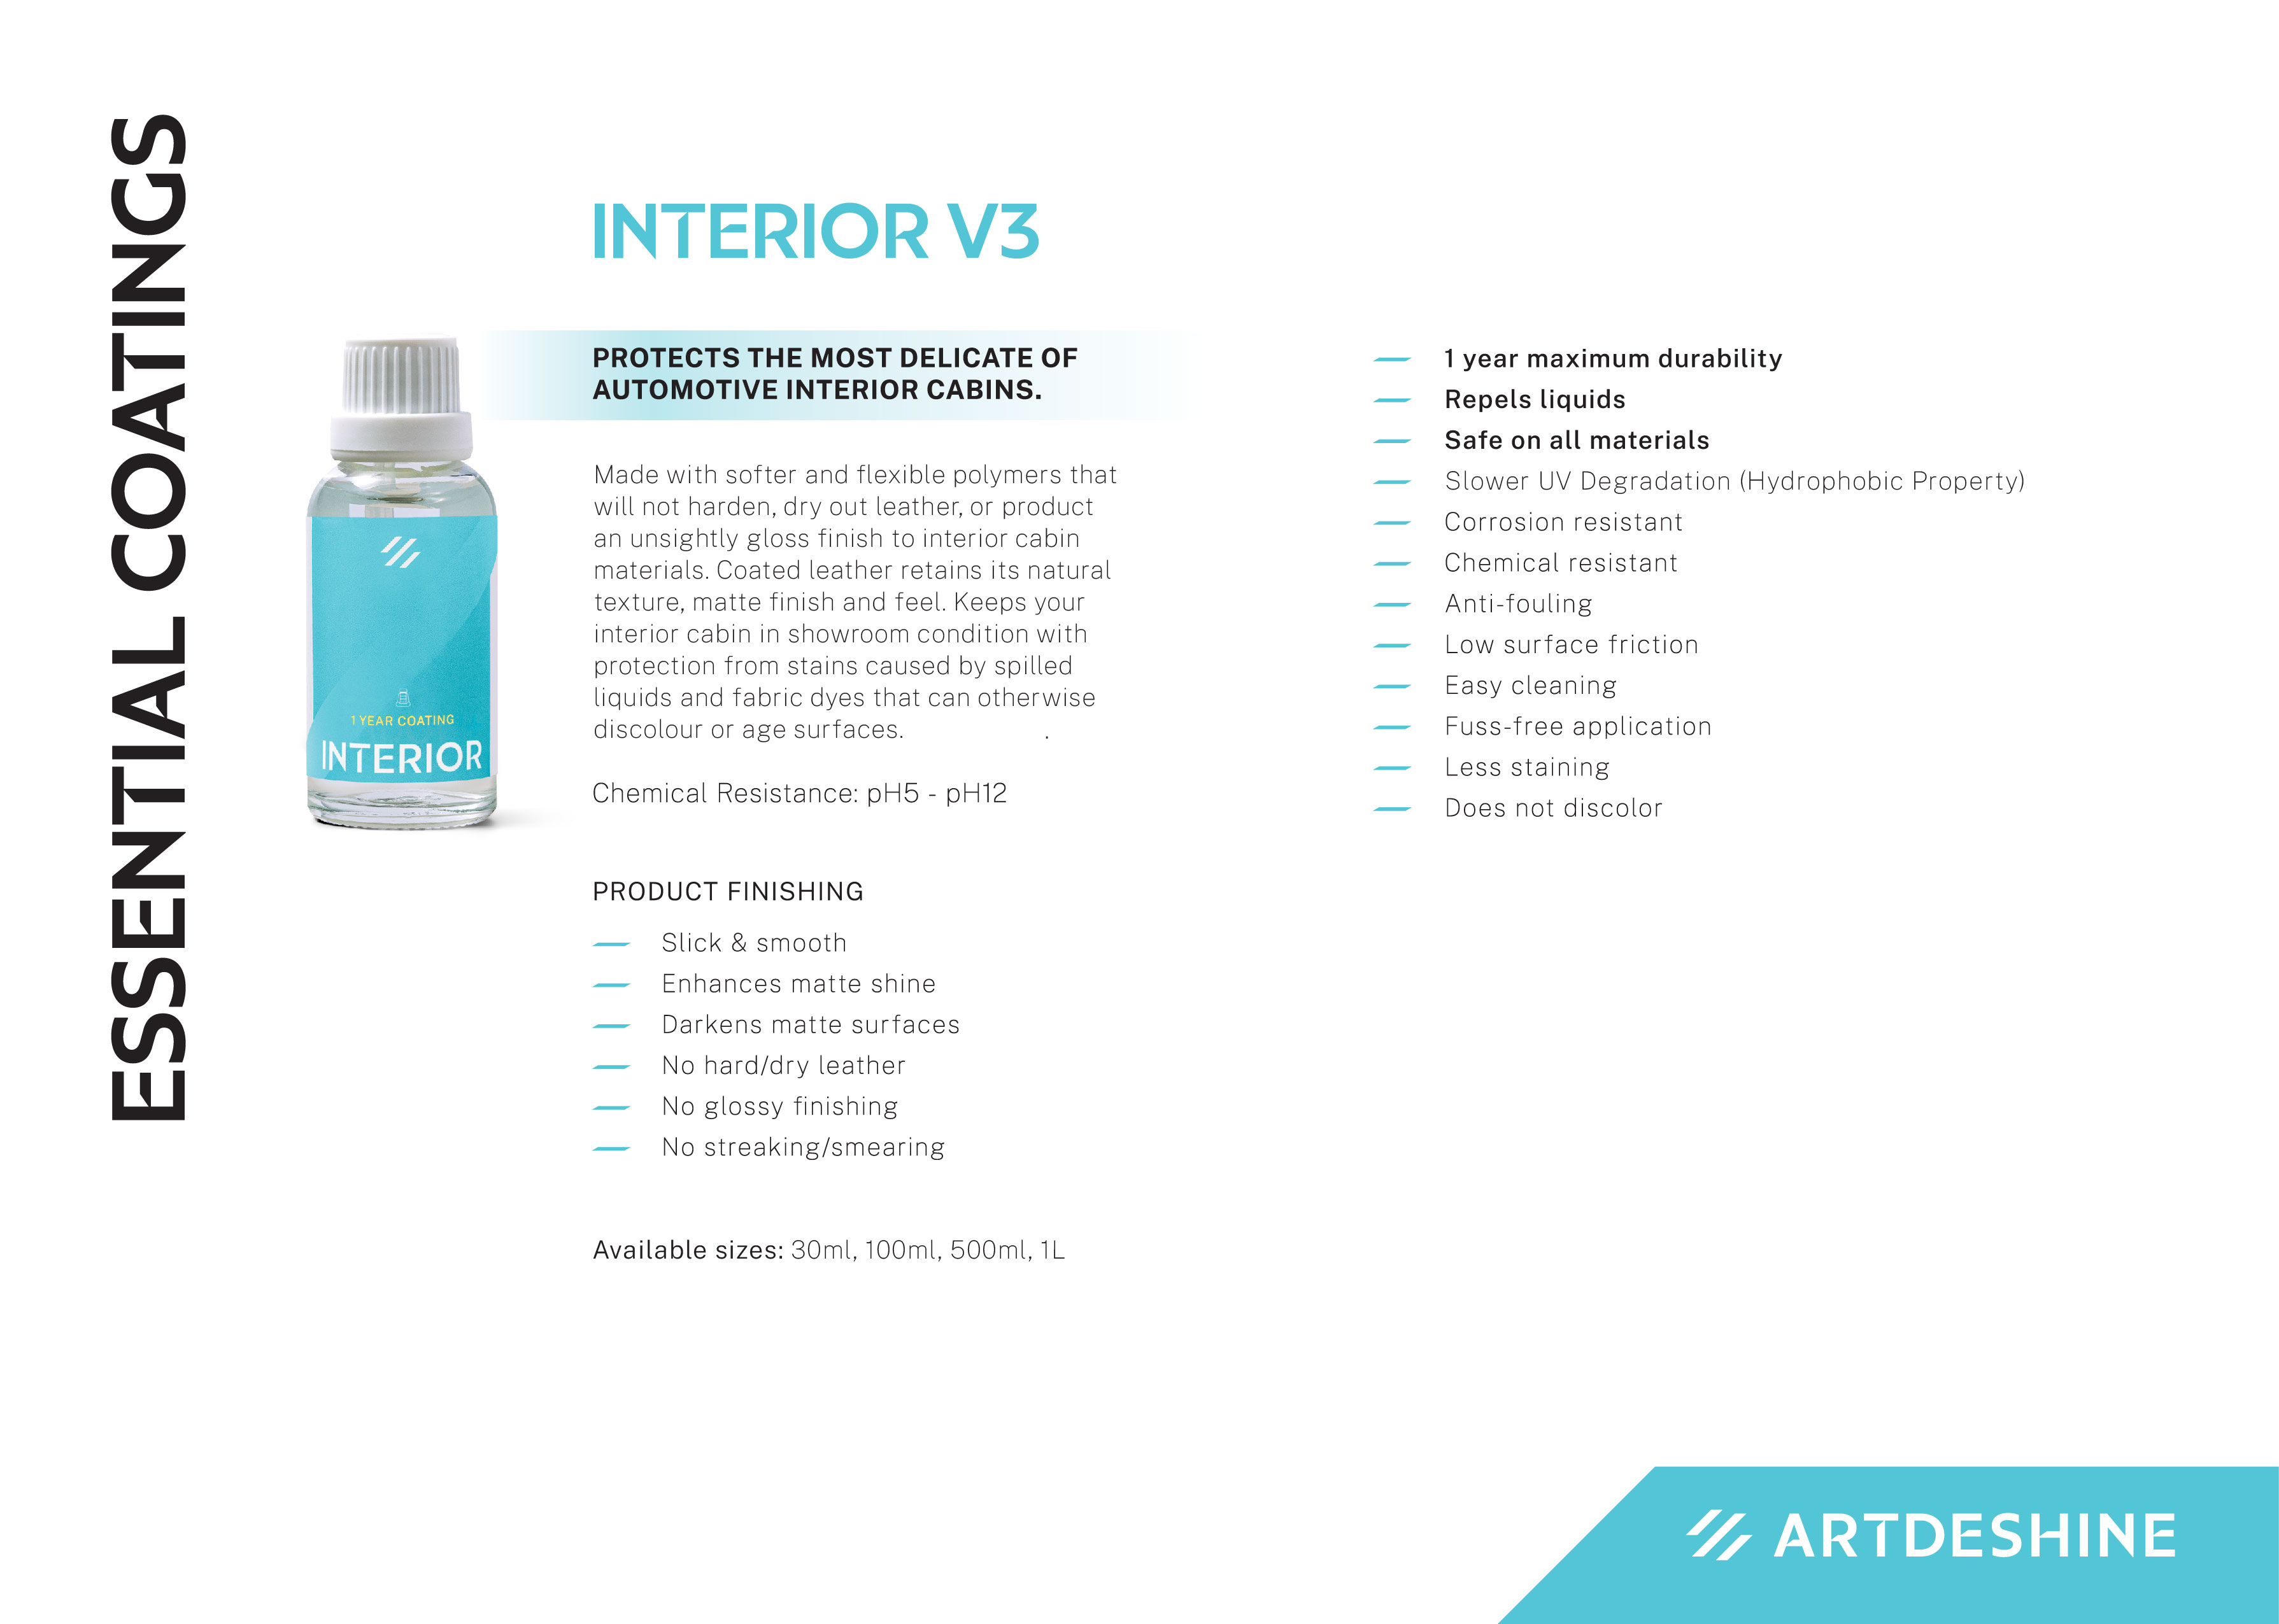 ESSENTIAL COATINGS
INTERIOR V3
PROTECTS THE MOST DELICATE OF
AUTOMOTIVE INTERIOR CABINS.
Made with softer and flexible polymers that
will not harden, dry out leather, or product
an unsightly gloss finish to interior cabin
materials. Coated leather retains its natural
texture, matte finish and feel. Keeps your
interior cabin in showroom condition with
protection from stains caused by spilled
liquids and fabric dyes that can otherwise
discolour or age surfaces. .
Chemical Resistance: pH5 - pH12
PRODUCT FINISHING
Slick & smooth
Enhances matte shine
Darkens matte surfaces
No hard/dry leather
No glossy finishing
No streaking/smearing
Available sizes: 30ml, 100ml, 500ml, 1L
1 YEAR COATING
INTERIOR
1 year maximum durability
Repels liquids
Safe on all materials
Slower UV Degradation (Hydrophobic Property)
Corrosion resistant
Chemical resistant
Anti-fouling
Low surface friction
Easy cleaning
Fuss-free application
Less staining
Does not discolor
ARTDESHINE